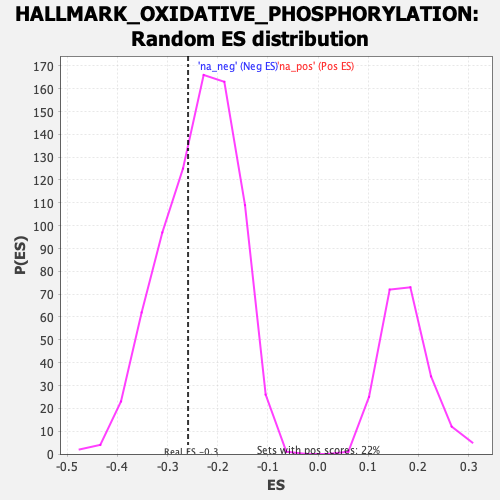 HALLMARK_OXIDATIVE_PHOSPHORYLATION:
Random ES distribution
'na_neg' (Neg ES) 'na_pos' (Pos ES)
170
160
150
140
130
120
110
100
90
80
70
60
50
40
30
20
10
0
P(ES)
Real ES -0.3
Sets with pos scores: 22%
-0.5 -0.4 -0.3 -0.2 -0.1 0.0 0.1 0.2 0.3
ES